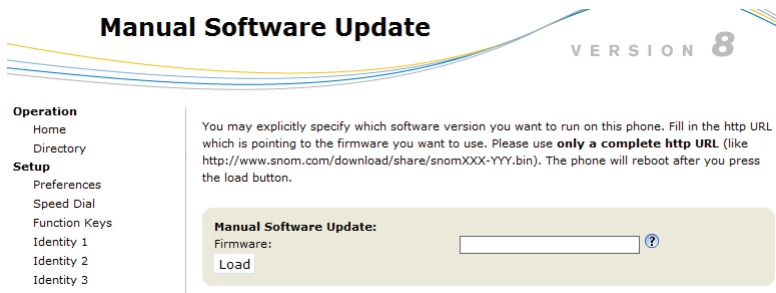 Manual Software Update
VERSION 8
Operation
Home
Directory
Setup
Preferences
Speed Dial
Function Keys
Identity 1
Identity 2
Identity 3
You may explicitly specify which software version you want to run on this phone. Fill in the http URL
which is pointing to the firmware you want to use. Please use only a complete http URL (like
http://www.snom.com/download/share/snomXXX-YYY.bin). The phone will reboot after you press
the load button.
Manual Software Update:
Firmware:
?
Load